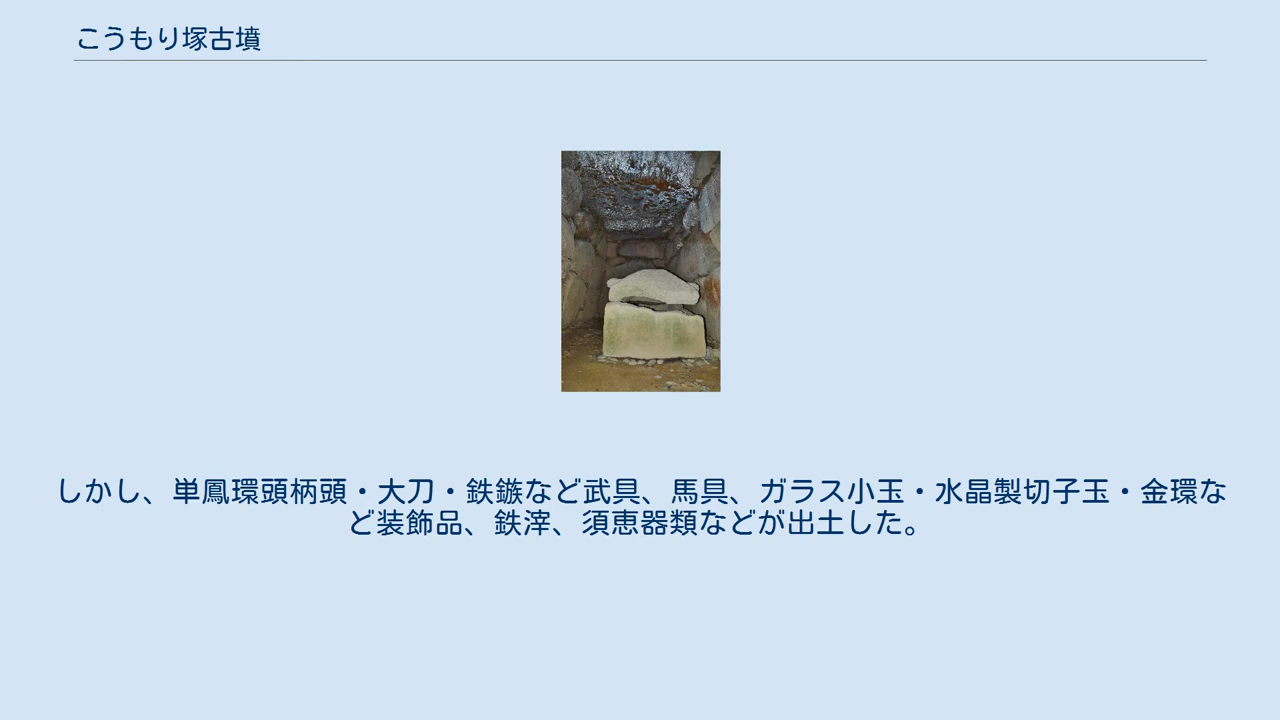 こうもり塚古墳
しかし、単鳳環頭柄頭・大刀・鉄鏃など武具、馬具、ガラス小玉・水晶製切子玉・金環な
ど装飾品、鉄滓、須恵器類などが出土した。